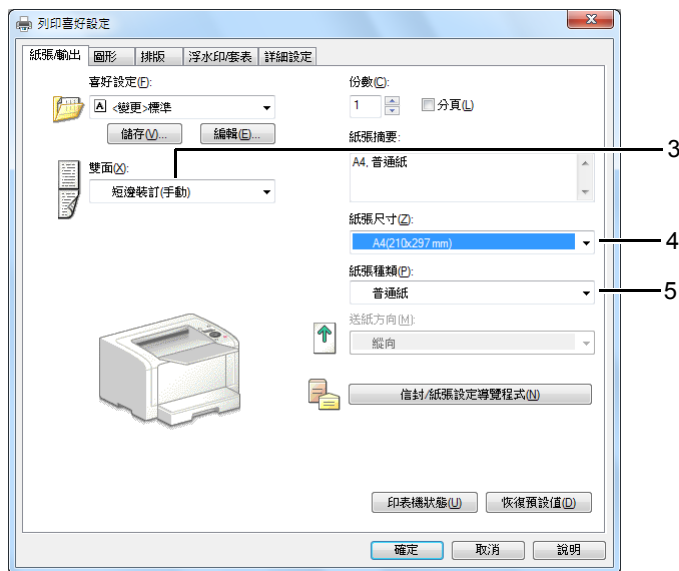 列印喜好設定
紙張/輸出 圖形 排版 浮水印/套表 詳細設定
喜好設定(F):
A <變更>標準
儲存(V)... 編輯(E)...
雙面(X):
短邊裝訂(手動)
份數(C):
1 分頁(L)
紙張摘要:
A4, 普通紙
3
紙張尺寸(Z):
A4(210x297 mm)
4
紙張種類(P):
普通紙
5
送紙方向(M):
縱向
信封/紙張設定導覽程式(N)
印表機狀態(U) 恢復預設值(D)
確定 取消 說明